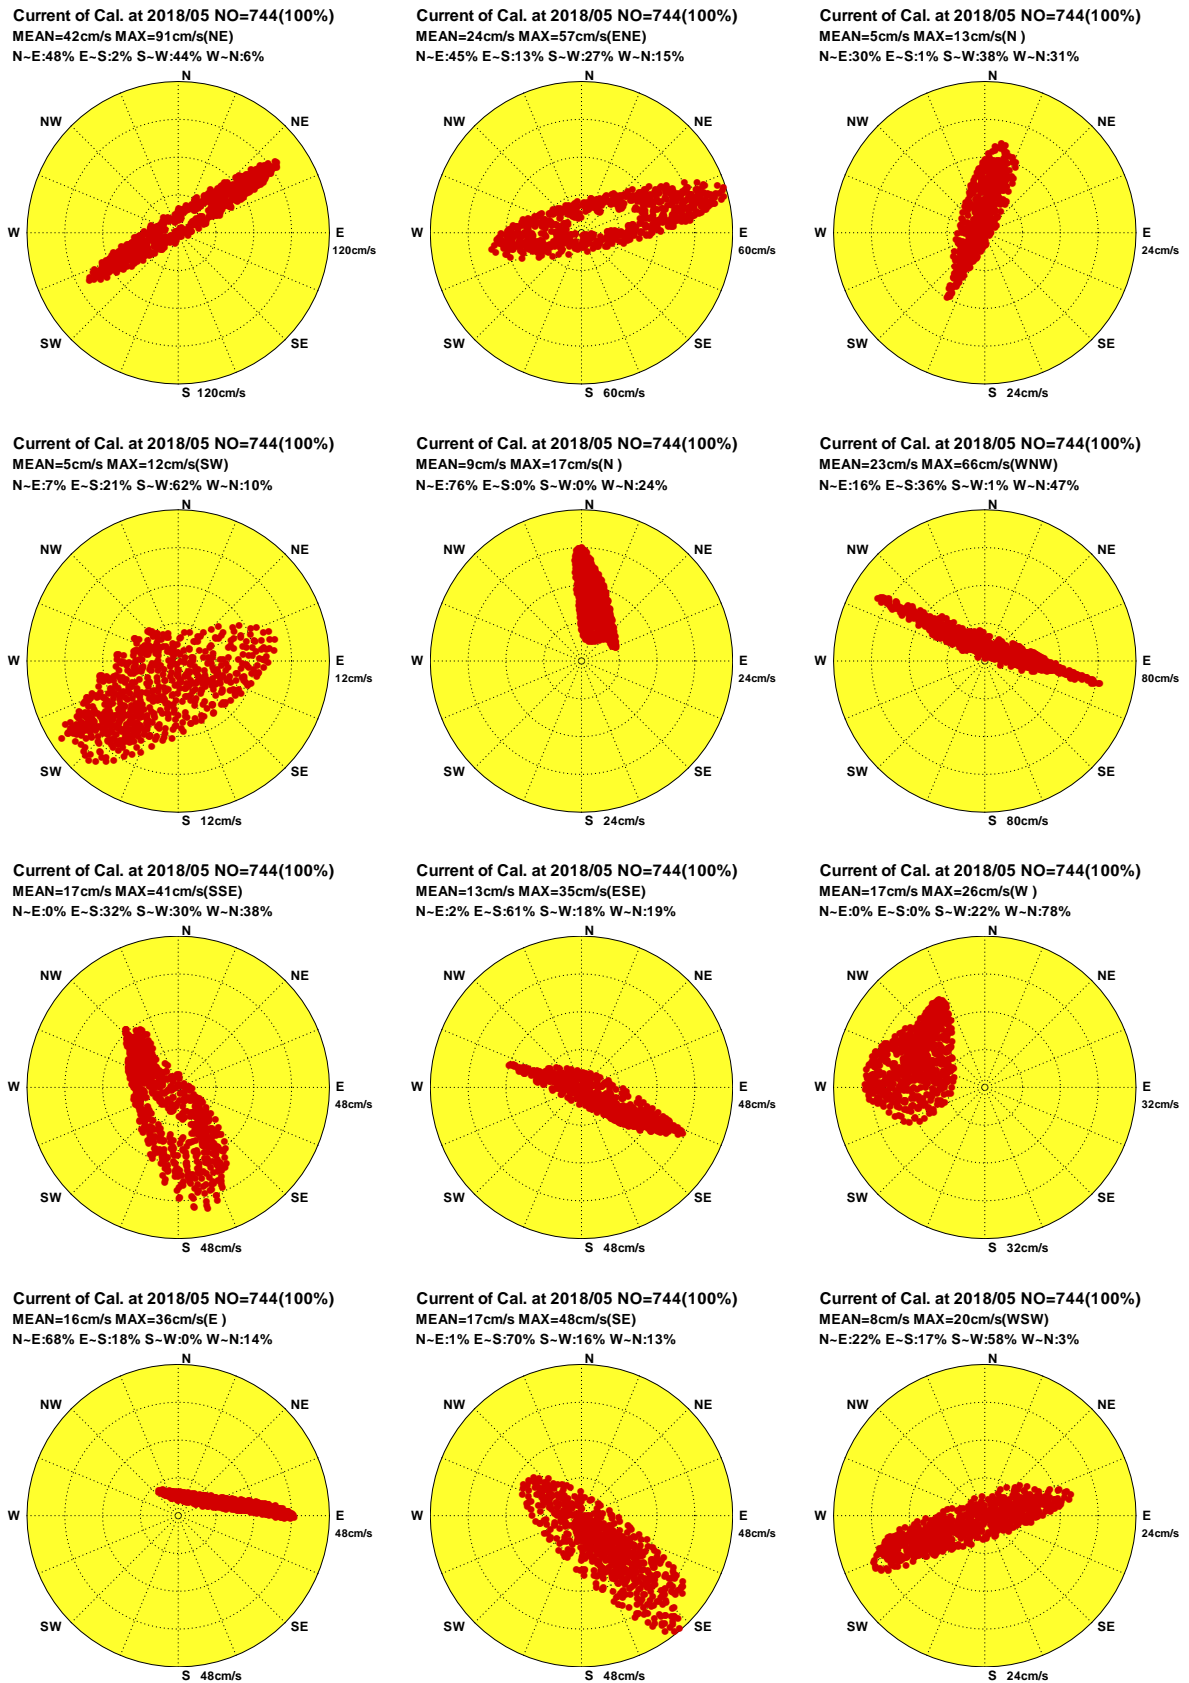 Current of Cal. at 2018/05 NO=744(100%)
MEAN=42cm/s MAX=91cm/s(NE)
N~E:48% E~S:2% S~W:44% W~N:6%
N
NW
NE
W
E
120cm/s
SW
SE
S 120cm/s
Current of Cal. at 2018/05 NO=744(100%)
MEAN=24cm/s MAX=57cm/s(ENE)
N~E:45% E~S:13% S~W:27% W~N:15%
N
NW
NE
W
E
60cm/s
SW
SE
S 60cm/s
Current of Cal. at 2018/05 NO=744(100%)
MEAN=5cm/s MAX=13cm/s(N )
N~E:30% E~S:1% S~W:38% W~N:31%
N
NW
NE
W
E
24cm/s
SW
SE
S 24cm/s
Current of Cal. at 2018/05 NO=744(100%)
MEAN=5cm/s MAX=12cm/s(SW)
N~E:7% E~S:21% S~W:62% W~N:10%
N
NW
NE
W
E
12cm/s
SW
SE
S 12cm/s
Current of Cal. at 2018/05 NO=744(100%)
MEAN=9cm/s MAX=17cm/s(N )
N~E:76% E~S:0% S~W:0% W~N:24%
N
NW
NE
W
E
24cm/s
SW
SE
S 24cm/s
Current of Cal. at 2018/05 NO=744(100%)
MEAN=23cm/s MAX=66cm/s(WNW)
N~E:16% E~S:36% S~W:1% W~N:47%
N
NW
NE
W
E
80cm/s
SW
SE
S 80cm/s
Current of Cal. at 2018/05 NO=744(100%)
MEAN=17cm/s MAX=41cm/s(SSE)
N~E:0% E~S:32% S~W:30% W~N:38%
N
NW
NE
W
E
48cm/s
SW
SE
S 48cm/s
Current of Cal. at 2018/05 NO=744(100%)
MEAN=13cm/s MAX=35cm/s(ESE)
N~E:2% E~S:61% S~W:18% W~N:19%
N
NW
NE
W
E
48cm/s
SW
SE
S 48cm/s
Current of Cal. at 2018/05 NO=744(100%)
MEAN=17cm/s MAX=26cm/s(W )
N~E:0% E~S:0% S~W:22% W~N:78%
N
NW
NE
W
E
32cm/s
SW
SE
S 32cm/s
Current of Cal. at 2018/05 NO=744(100%)
MEAN=16cm/s MAX=36cm/s(E )
N~E:68% E~S:18% S~W:0% W~N:14%
N
NW
NE
W
E
48cm/s
SW
SE
S 48cm/s
Current of Cal. at 2018/05 NO=744(100%)
MEAN=17cm/s MAX=48cm/s(SE)
N~E:1% E~S:70% S~W:16% W~N:13%
N
NW
NE
W
E
48cm/s
SW
SE
S 48cm/s
Current of Cal. at 2018/05 NO=744(100%)
MEAN=8cm/s MAX=20cm/s(WSW)
N~E:22% E~S:17% S~W:58% W~N:3%
N
NW
NE
W
E
24cm/s
SW
SE
S 24cm/s